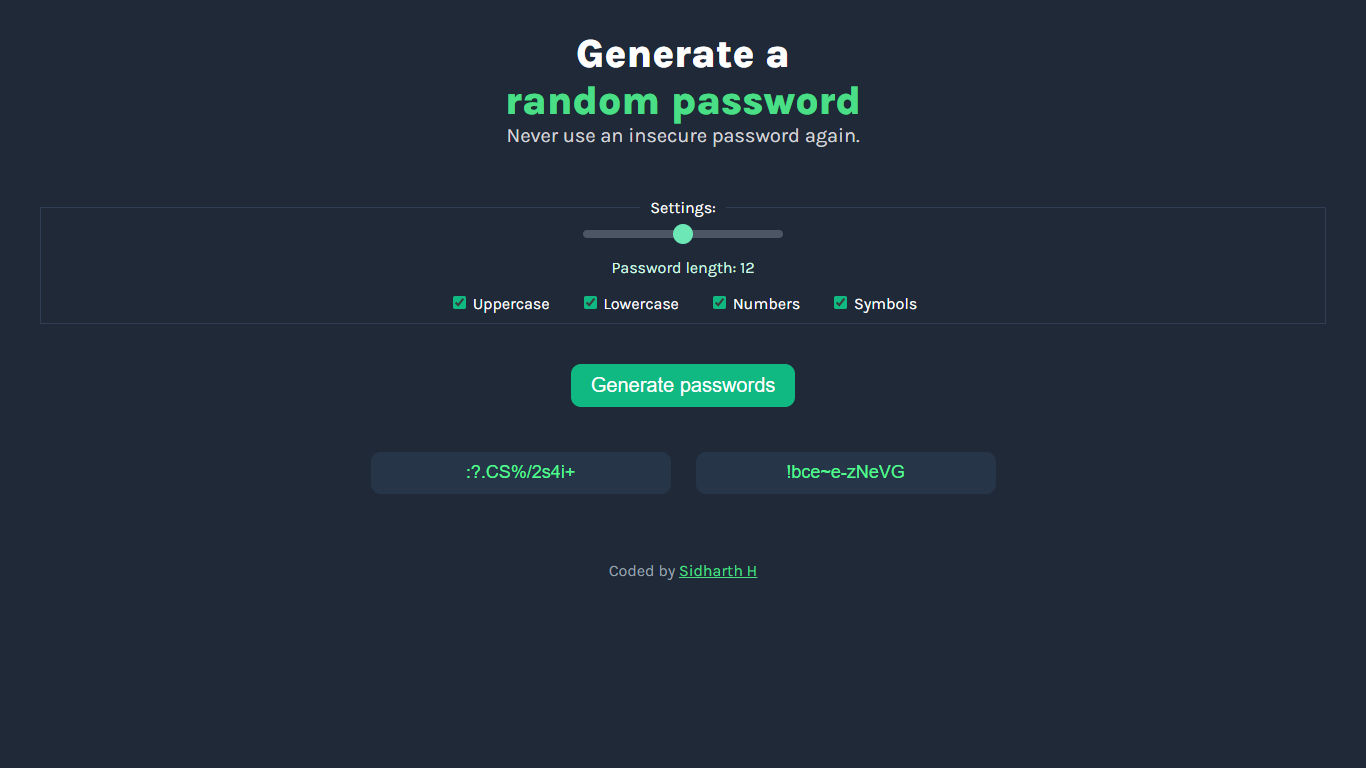 Generate a
random password
Never use an insecure password again.
Settings:
Password length: 12
Uppercase Lowercase Numbers Symbols
Generate passwords
:?.CS%/2s4i+ !bce~e-zNeVG
Coded by Sidharth H